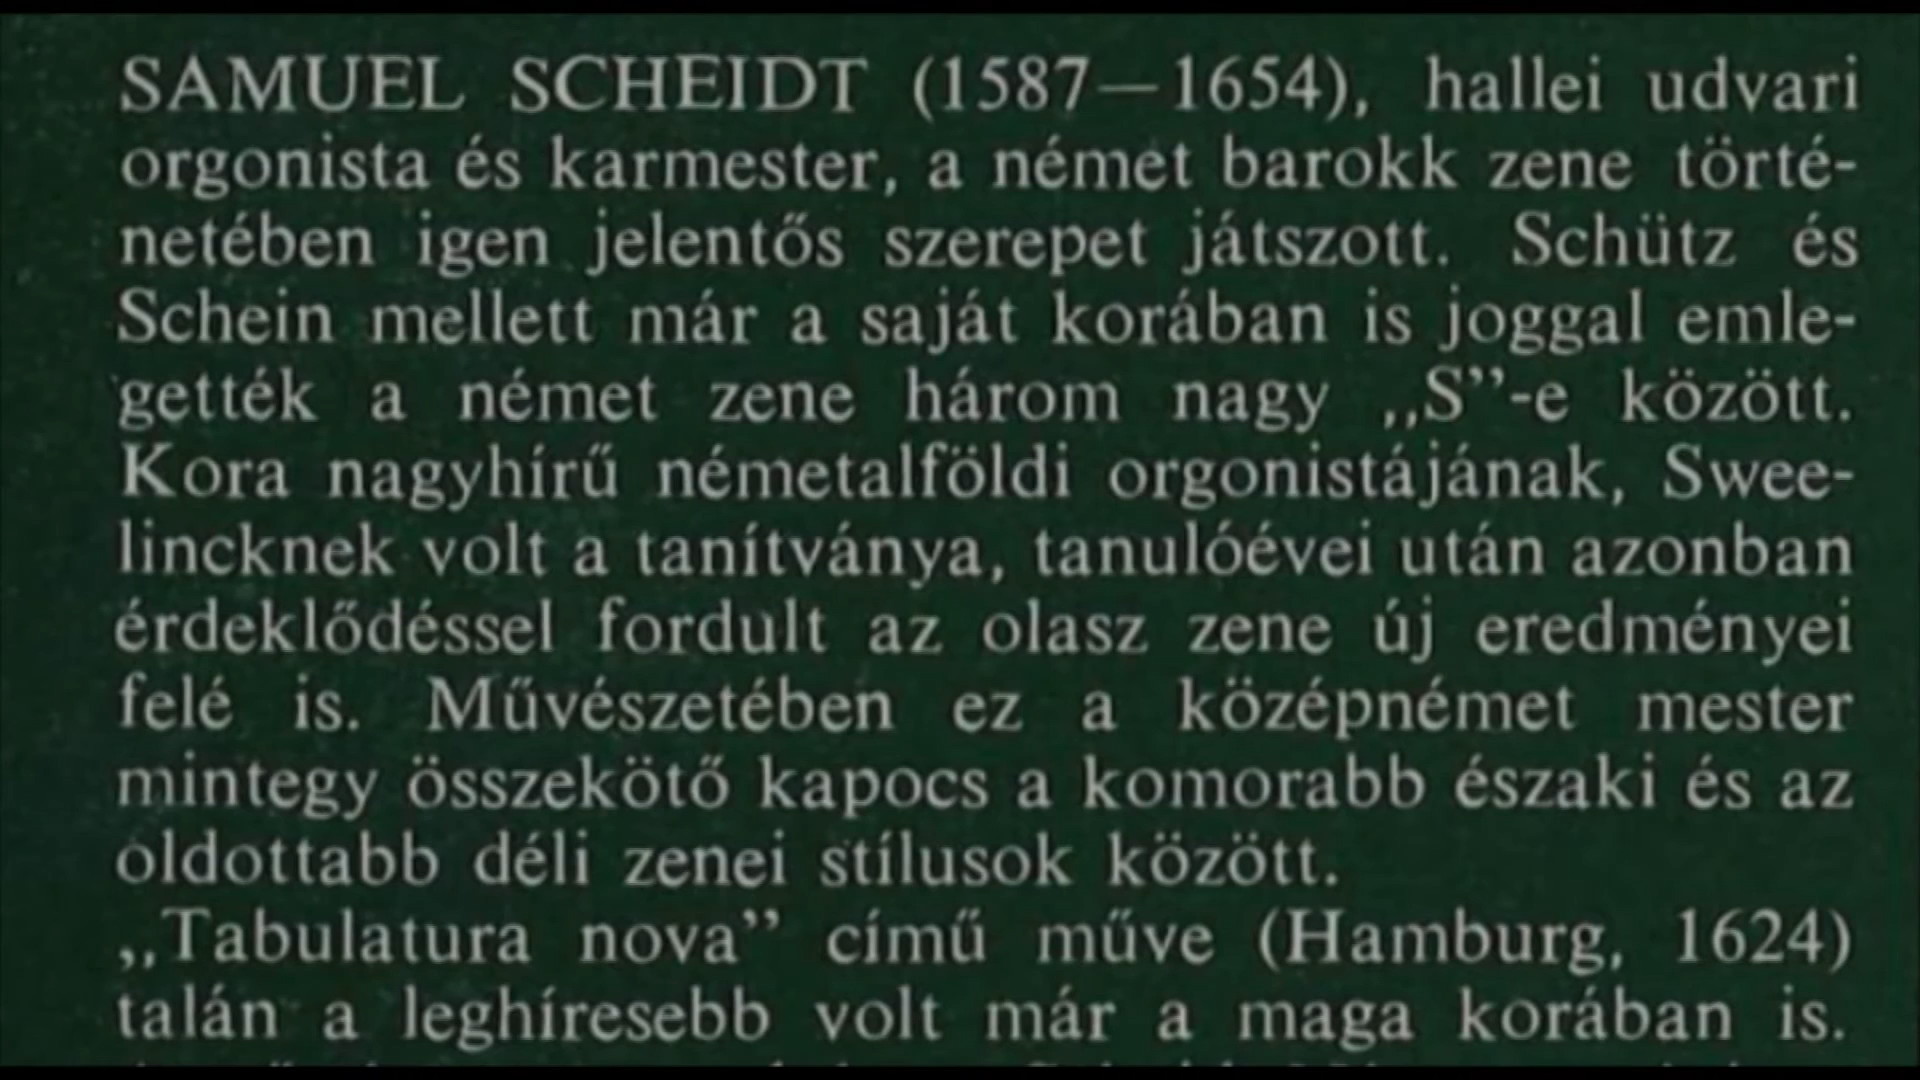 SAMUEL SCHEIDT (1587—1654), hallei udvari
orgonista és karmester, a német barokk zene törté-
netében igen jelentős szerepet játszott. Schütz és
Schein mellett már a saját korában is joggal emle-
gették a német zene három nagy „S”-e között.
Kora nagyhírű németalföldi orgonistájának, Swee-
lincknek volt a tanítványa, tanulóévei után azonban
érdeklődéssel fordult az olasz zene új eredményei
felé is. Művészetében ez a középnémet mester
mintegy összekötő kapocs a komorabb északi és az
oldottabb déli zenei stílusok között.
„Tabulatura nova” című műve (Hamburg, 1624)
talán a leghíresebb volt már a maga korában is.